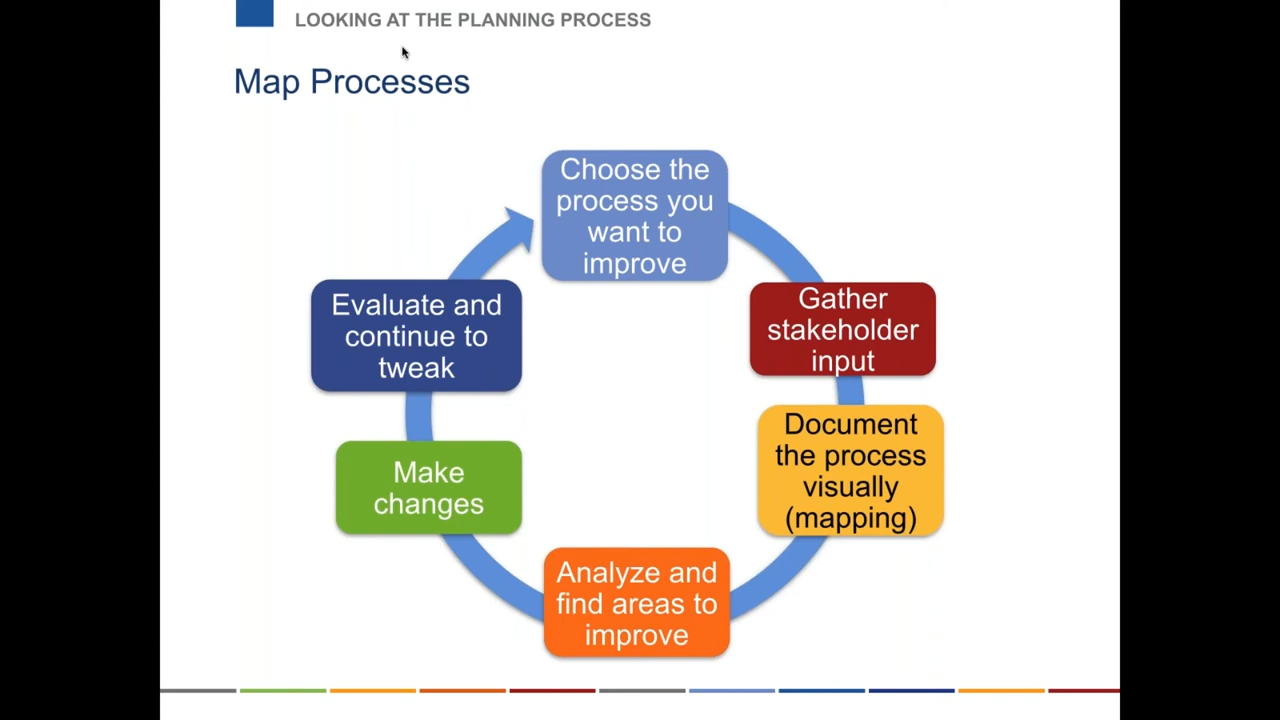 LOOKING AT THE PLANNING PROCESS
Map Processes
Choose the
process you
want to
improve
Gather
stakeholder
input
Document
the process
visually
(mapping)
Analyze and
find areas to
improve
Make
changes
Evaluate and
continue to
tweak